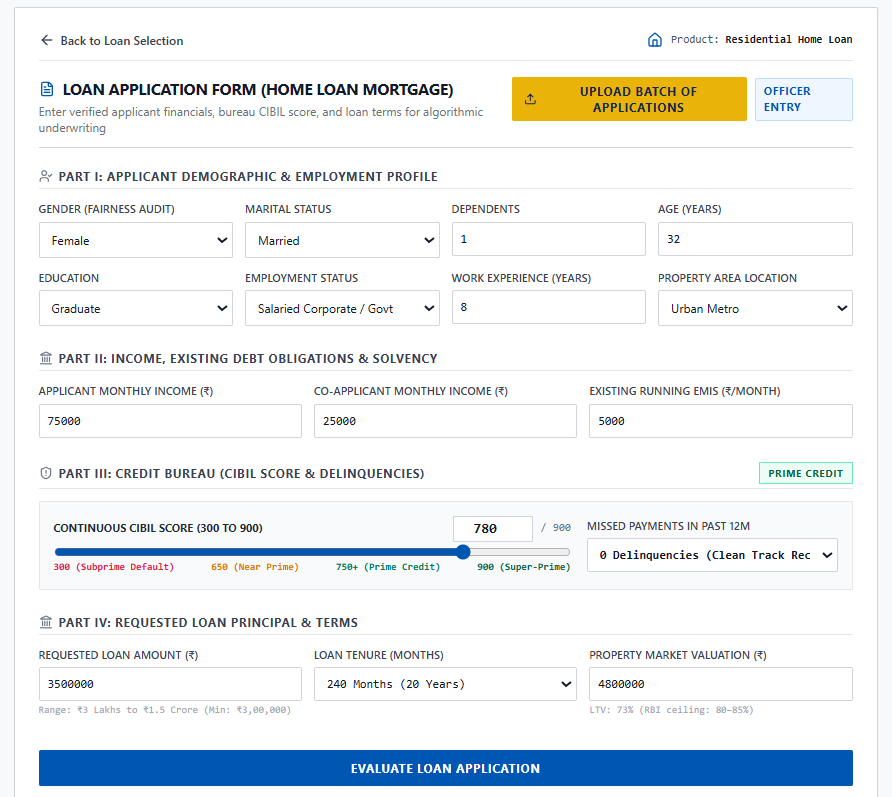 Back to Loan Selection
Product: Residential Home Loan
LOAN APPLICATION FORM (HOME LOAN MORTGAGE)
Enter verified applicant financials, bureau CIBIL score, and loan terms for algorithmic
underwriting
UPLOAD BATCH OF
APPLICATIONS
OFFICER
ENTRY
PART I: APPLICANT DEMOGRAPHIC & EMPLOYMENT PROFILE
GENDER (FAIRNESS AUDIT)
MARITAL STATUS
DEPENDENTS
AGE (YEARS)
Female
Married
1
32
EDUCATION
EMPLOYMENT STATUS
WORK EXPERIENCE (YEARS)
PROPERTY AREA LOCATION
Graduate
Salaried Corporate / Govt
8
Urban Metro
PART II: INCOME, EXISTING DEBT OBLIGATIONS & SOLVENCY
APPLICANT MONTHLY INCOME (₹)
CO-APPLICANT MONTHLY INCOME (₹)
EXISTING RUNNING EMIS (₹/MONTH)
75000
25000
5000
PART III: CREDIT BUREAU (CIBIL SCORE & DELINQUENCIES)
PRIME CREDIT
CONTINUOUS CIBIL SCORE (300 TO 900)
780
/ 900
MISSED PAYMENTS IN PAST 12M
0 Delinquencies (Clean Track Rec
300 (Subprime Default)
650 (Near Prime)
750+ (Prime Credit)
900 (Super-Prime)
PART IV: REQUESTED LOAN PRINCIPAL & TERMS
REQUESTED LOAN AMOUNT (₹)
LOAN TENURE (MONTHS)
PROPERTY MARKET VALUATION (₹)
3500000
240 Months (20 Years)
4800000
Range: ₹3 Lakhs to ₹1.5 Crore (Min: ₹3,00,000)
LTV: 73% (RBI ceiling: 80–85%)
EVALUATE LOAN APPLICATION